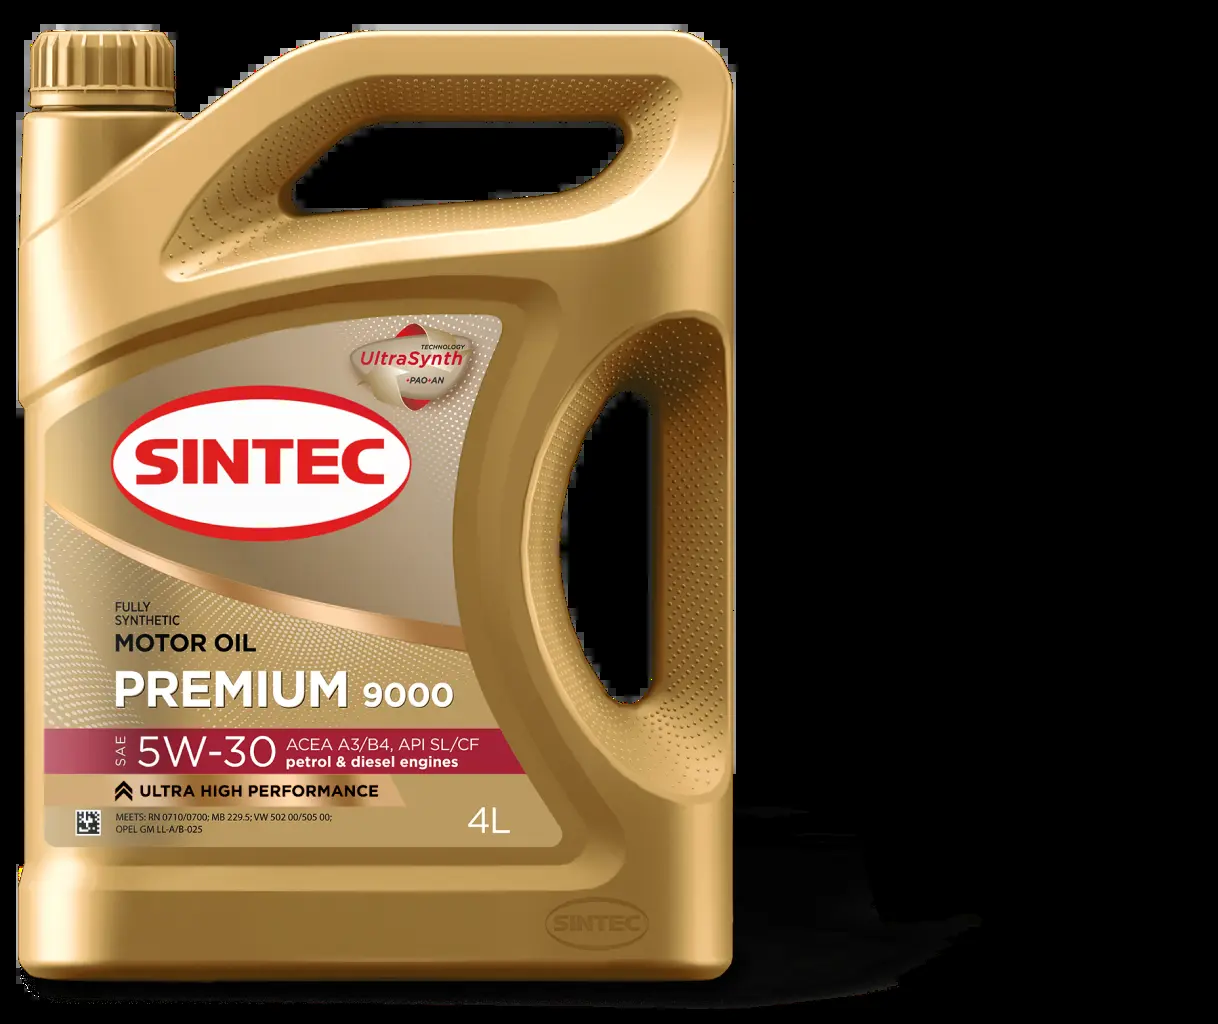 TECHNOLOGY
UltraSynth
•PAO•AN
SINTEC
FULLY
SYNTHETIC
MOTOR OIL
PREMIUM 9000
SAE 5W-30 ACEA A3/B4, API SL/CF
petrol & diesel engines
ULTRA HIGH PERFORMANCE
MEETS: RN 0710/0700; MB 229.5; VW 502 00/505 00;
OPEL GM LL-A/B-025
4L
SINTEC